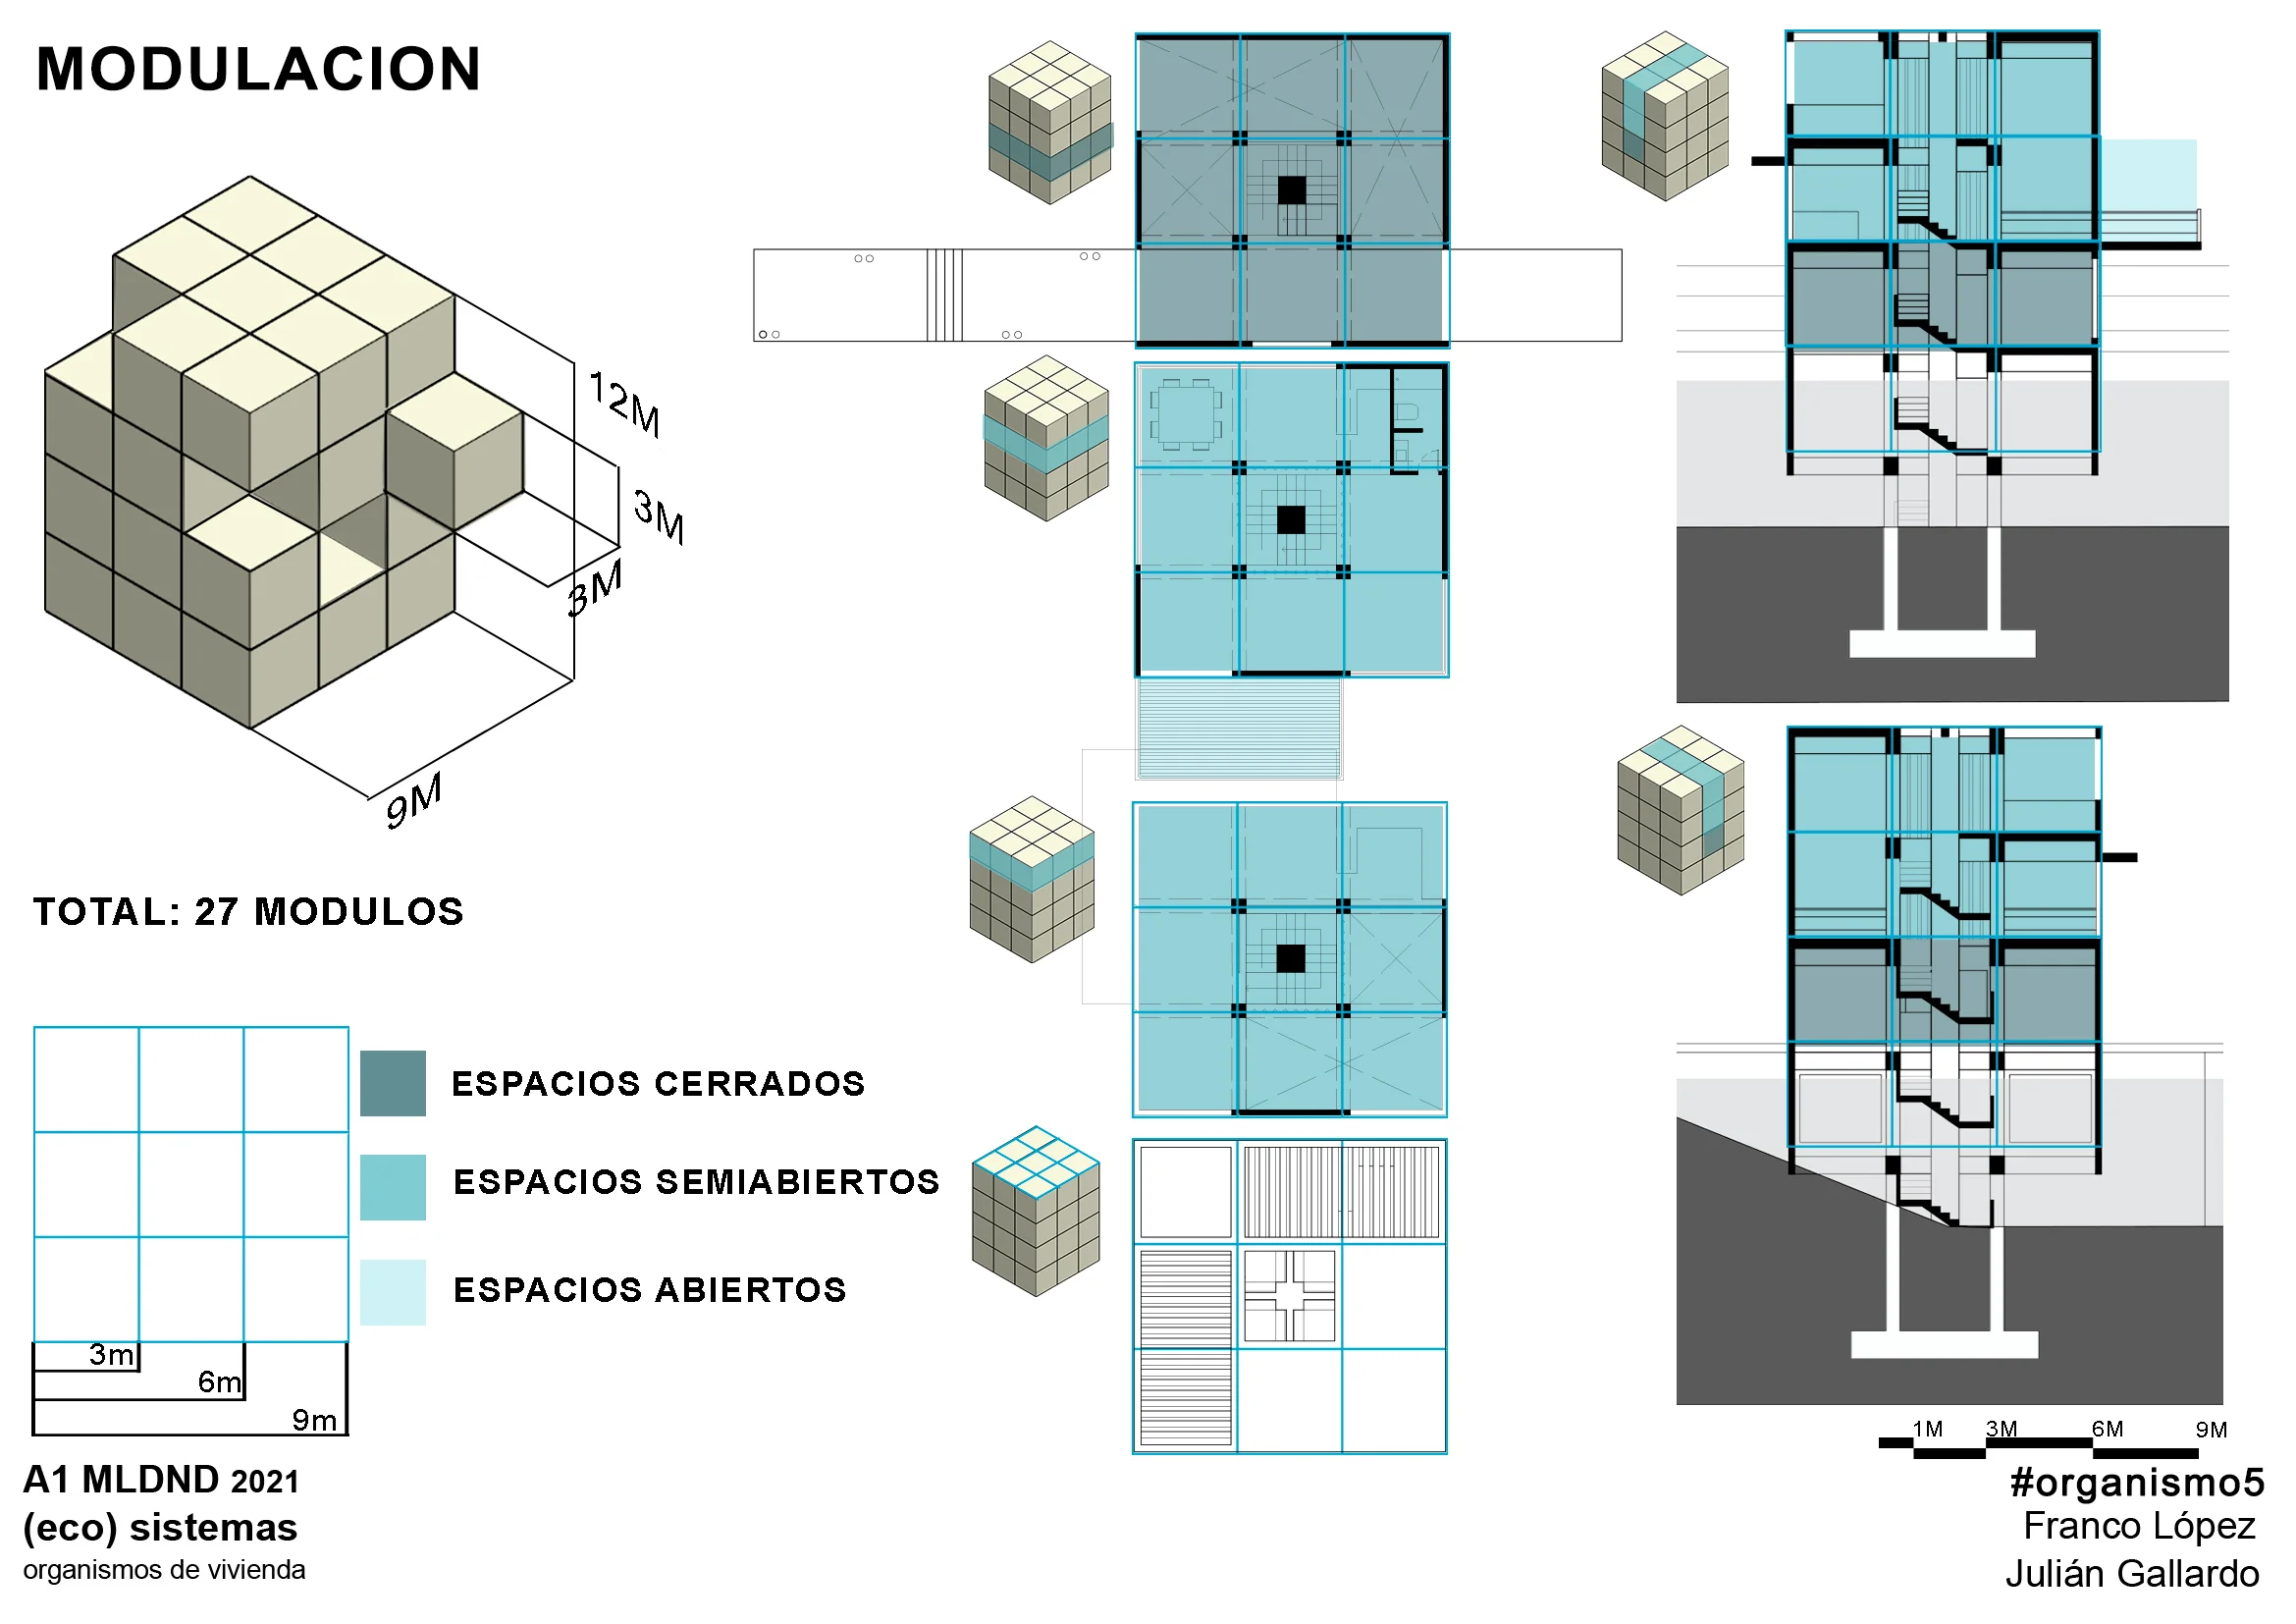 MODULACION
12M
3M
3M
9M
TOTAL: 27 MODULOS
ESPACIOS CERRADOS
ESPACIOS SEMIABIERTOS
ESPACIOS ABIERTOS
3m
6m
9m
A1 MLDND 2021
(eco) sistemas
organismos de vivienda
1M 3M 6M 9M
#organismo5
Franco López
Julián Gallardo